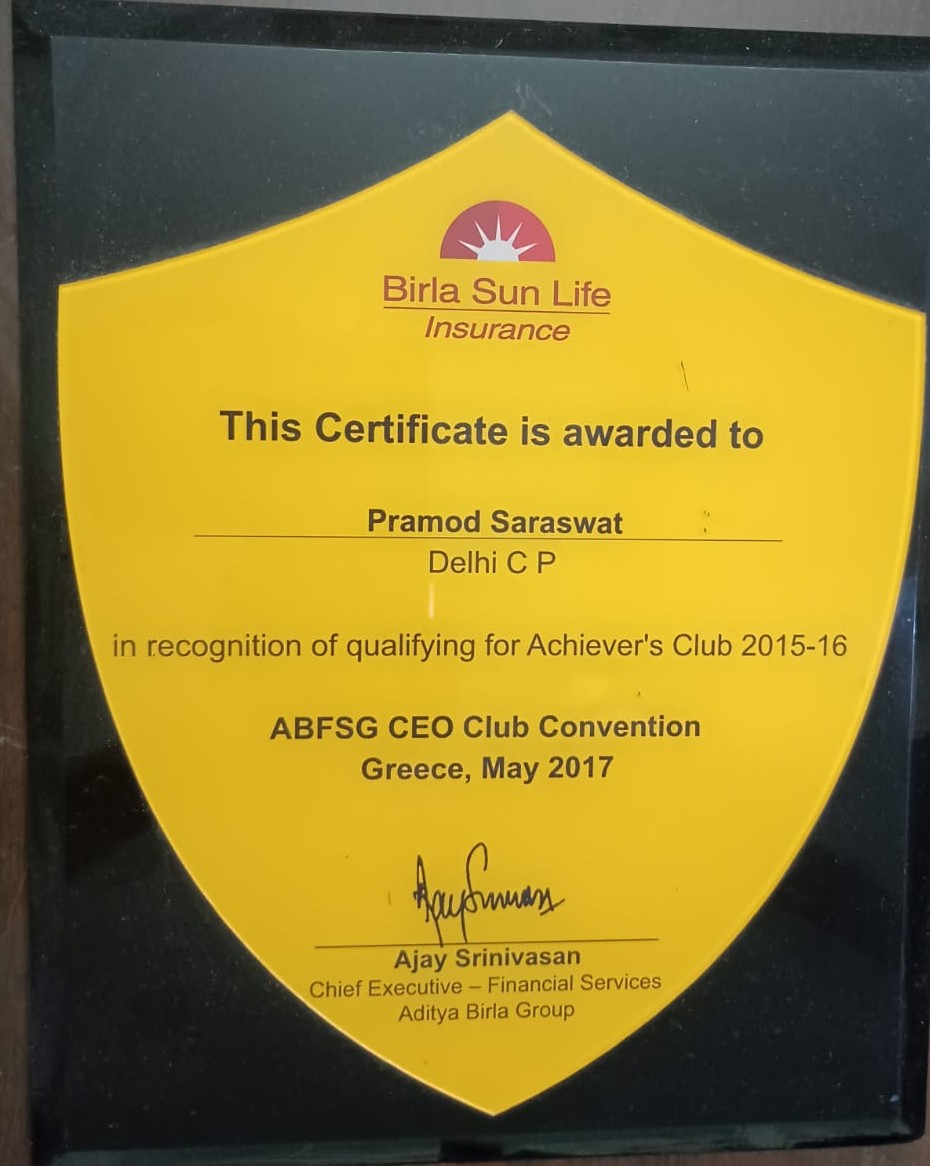 Birla Sun Life
Insurance
This Certificate is awarded to
Pramod Saraswat
Delhi C P
in recognition of qualifying for Achiever's Club 2015-16
ABFSG CEO Club Convention
Greece, May 2017
Ajay Srinivasan
Chief Executive – Financial Services
Aditya Birla Group